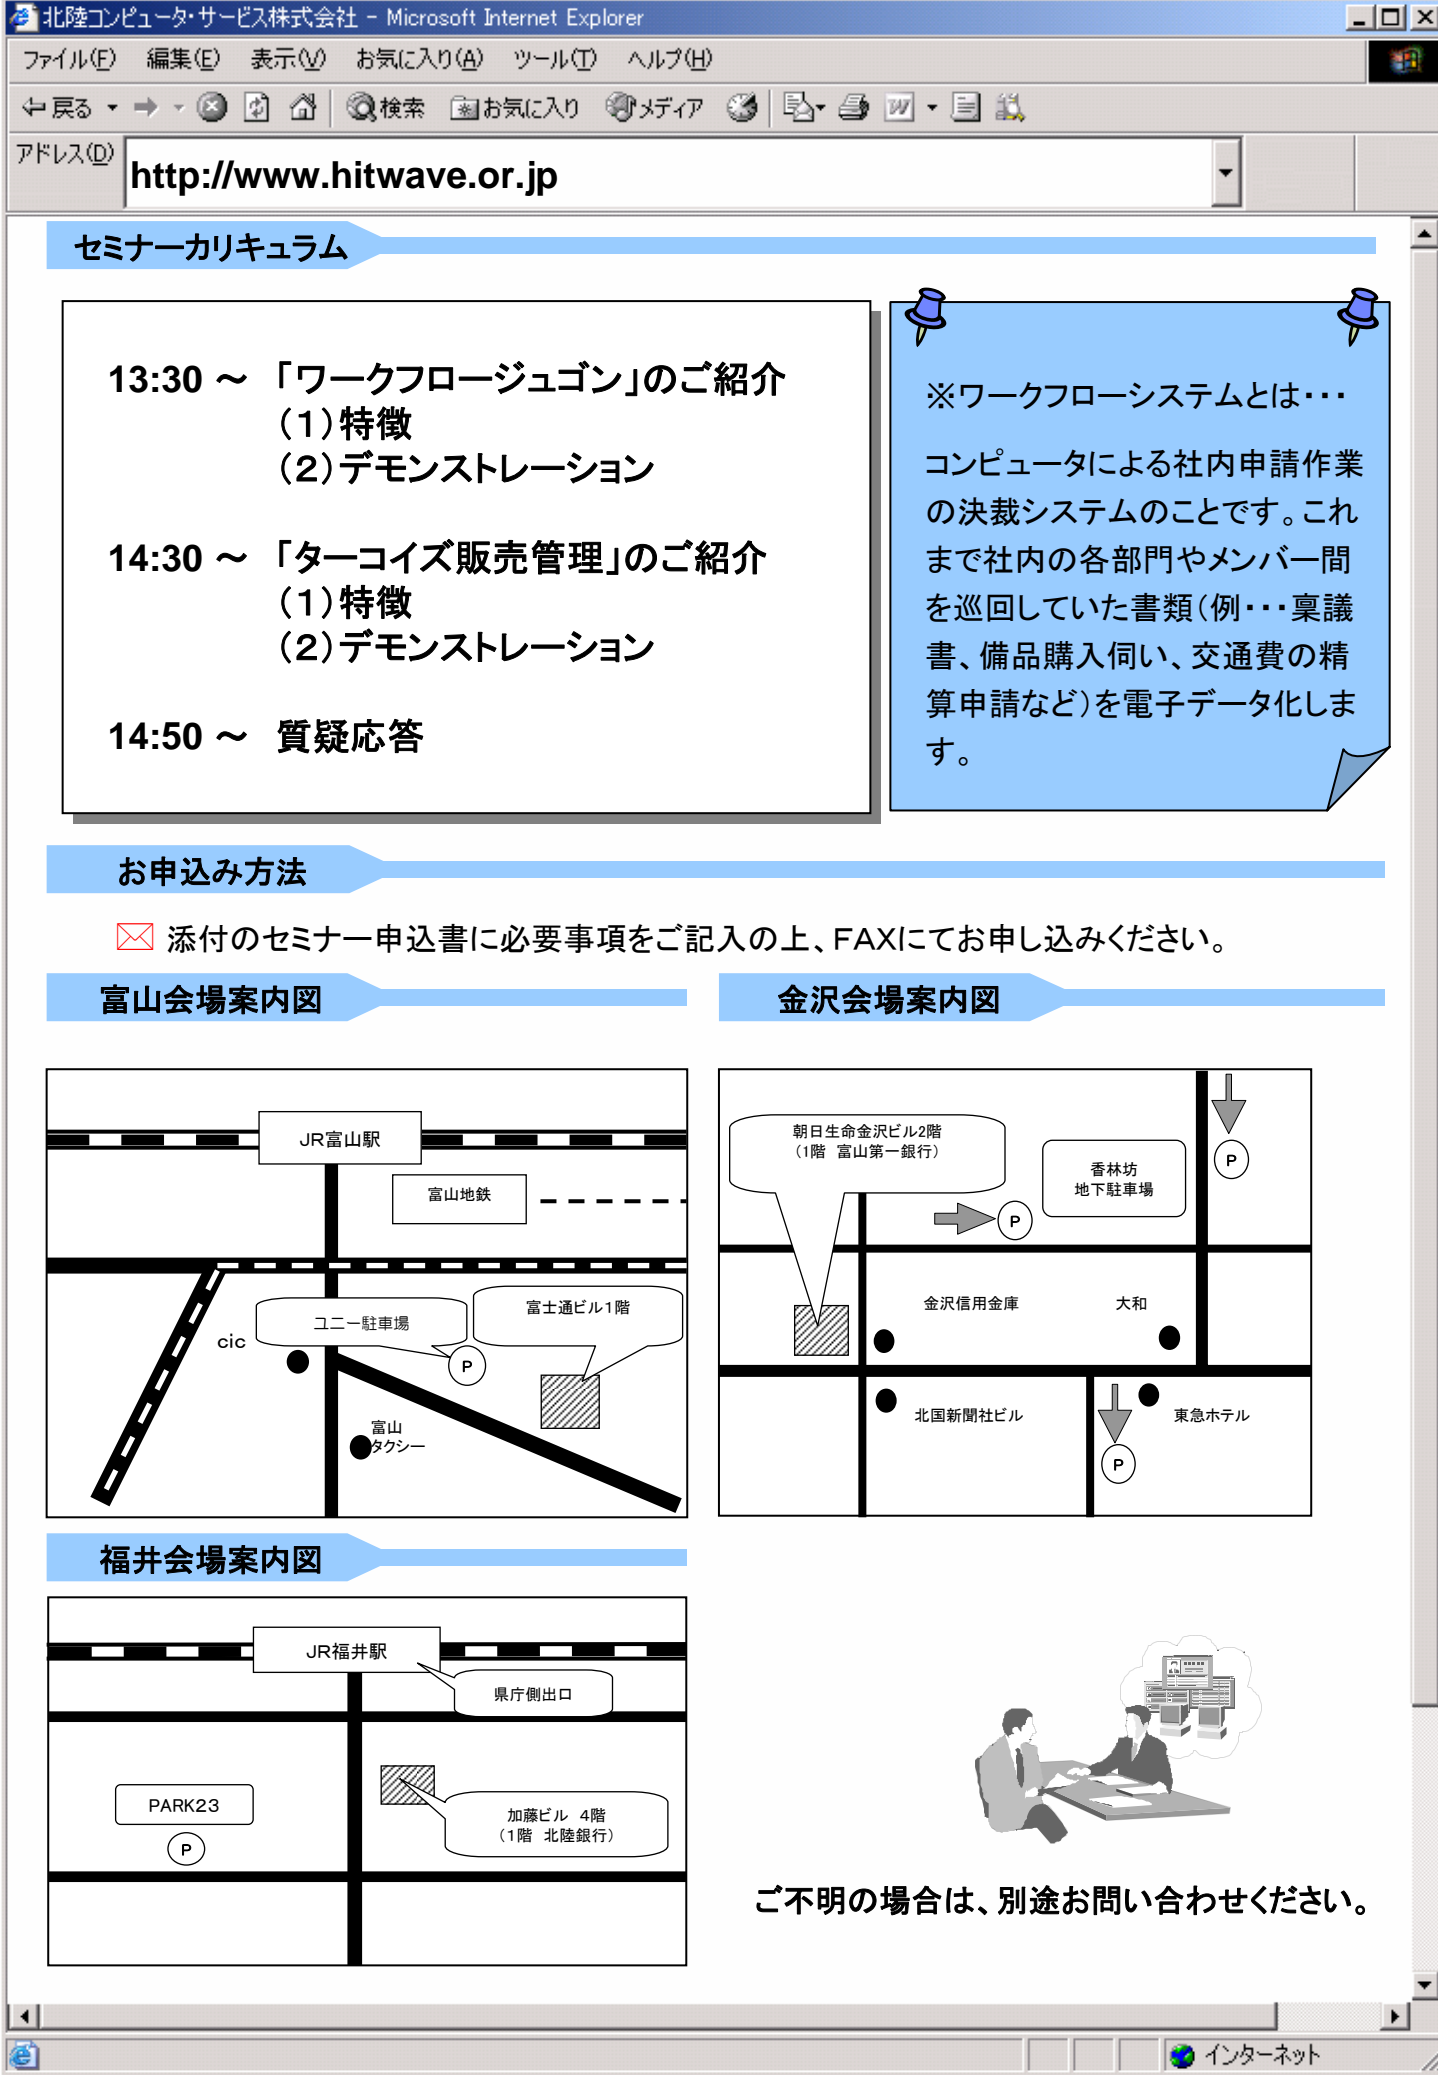 北陸コンピュータ・サービス株式会社 - Microsoft Internet Explorer
ファイル(F) 編集(E) 表示(V) お気に入り(A) ツール(T) ヘルプ(H)
戻る 検索 お気に入り メディア
アドレス(D) http://www.hitwave.or.jp
セミナーカリキュラム
13:30 ～ 「ワークフロージュゴン」のご紹介
（１）特徴
（２）デモンストレーション
14:30 ～ 「ターコイズ販売管理」のご紹介
（１）特徴
（２）デモンストレーション
14:50 ～ 質疑応答
※ワークフローシステムとは・・・
コンピュータによる社内申請作業
の決裁システムのことです。これ
まで社内の各部門やメンバー間
を巡回していた書類（例・・・稟議
書、備品購入伺い、交通費の精
算申請など）を電子データ化しま
す。
お申込み方法
添付のセミナー申込書に必要事項をご記入の上、FAXにてお申し込みください。
富山会場案内図
JR富山駅
富山地鉄
富士通ビル１階
ユニー駐車場
cic
P
富山
タクシー
金沢会場案内図
朝日生命金沢ビル2階
（1階 富山第一銀行）
香林坊
地下駐車場
P
P
金沢信用金庫
大和
北国新聞社ビル
東急ホテル
P
福井会場案内図
JR福井駅
県庁側出口
PARK23
P
加藤ビル 4階
（1階 北陸銀行）
ご不明の場合は、別途お問い合わせください。
インターネット